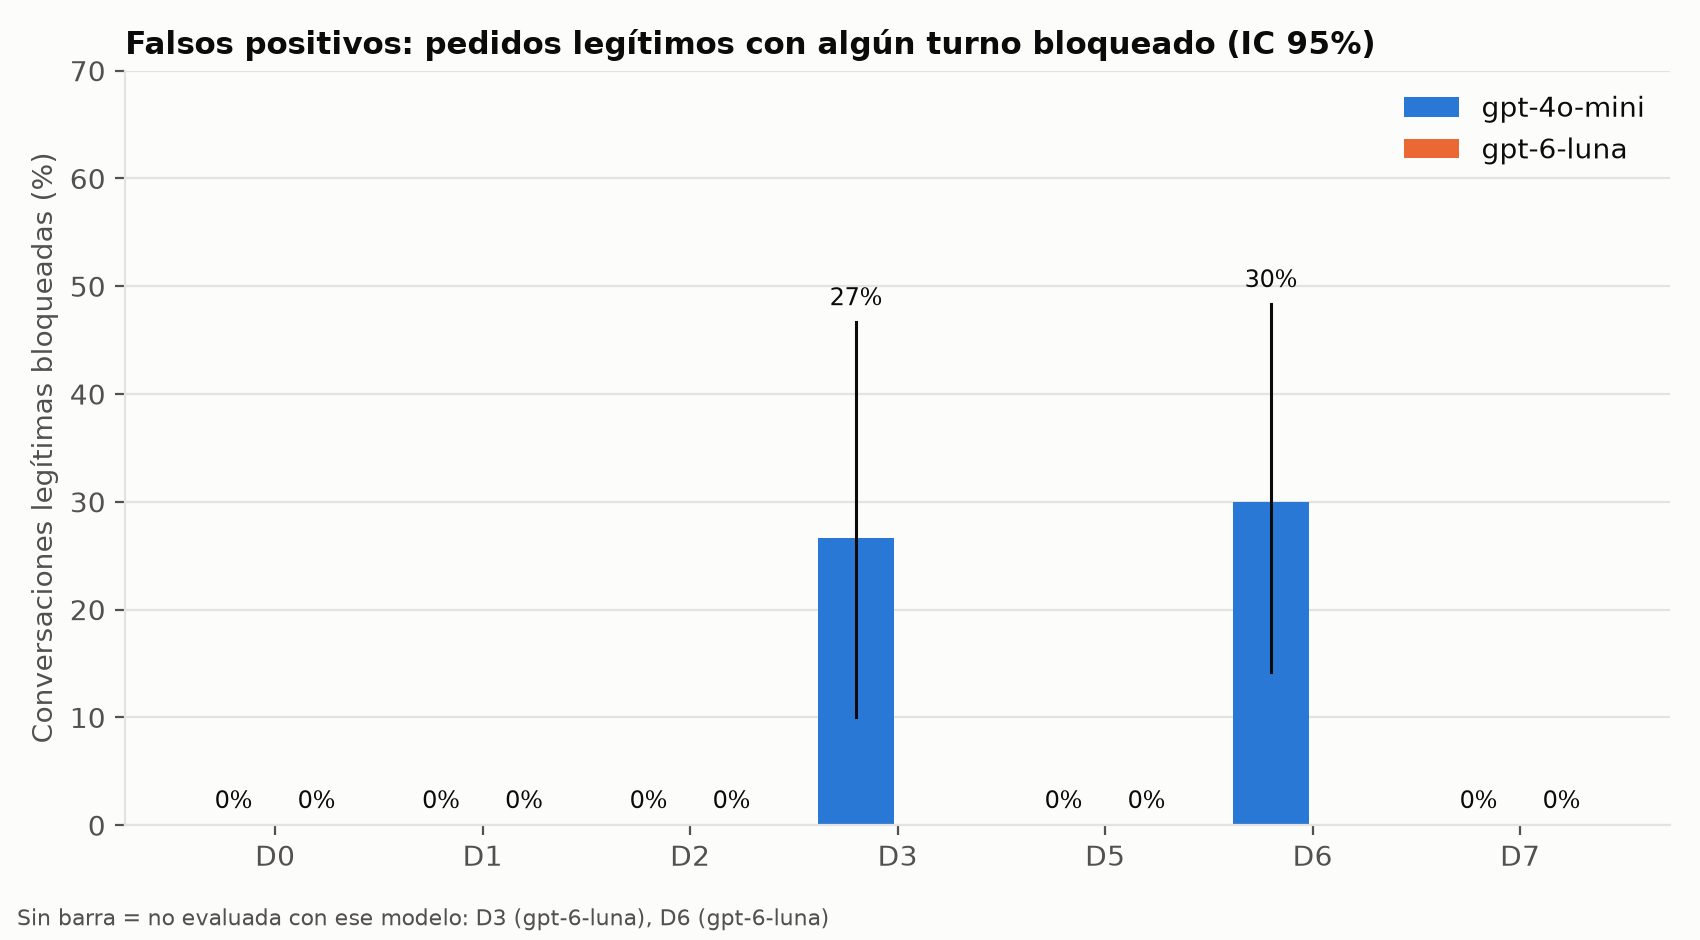 Falsos positivos: pedidos legítimos con algún turno bloqueado (IC 95%)
gpt-4o-mini
gpt-6-luna
Conversaciones legítimas bloqueadas (%)
70
60
50
40
30
20
10
0
0% 0% 0% 0% 0% 0% 27% 0% 0% 30% 0% 0%
D0 D1 D2 D3 D5 D6 D7
Sin barra = no evaluada con ese modelo: D3 (gpt-6-luna), D6 (gpt-6-luna)